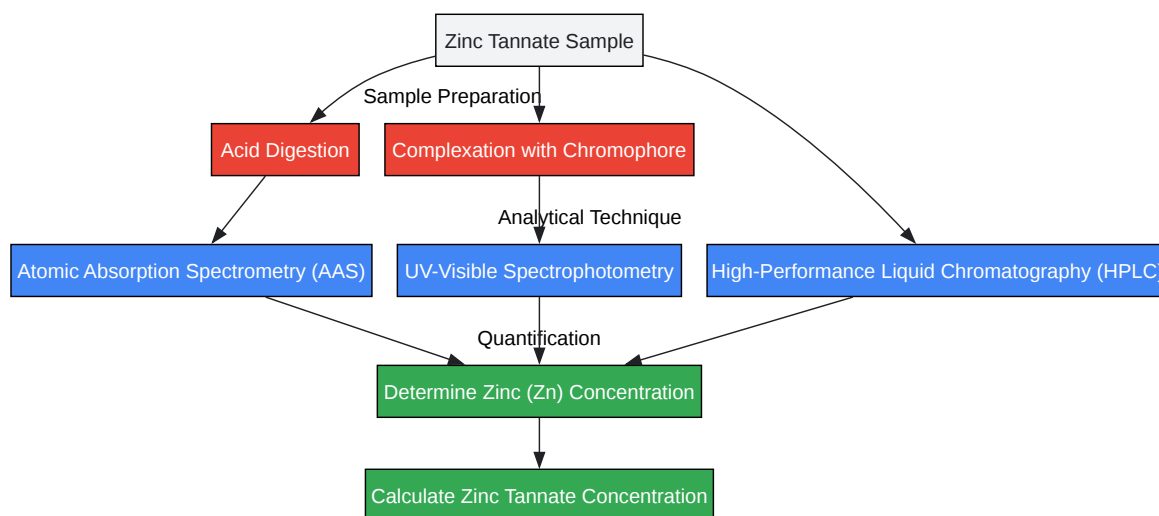 Zinc Tannate Sample
Sample Preparation
Acid Digestion
Complexation with Chromophore
Analytical Technique
Atomic Absorption Spectrometry (AAS)
UV-Visible Spectrophotometry
High-Performance Liquid Chromatography (HPLC)
Quantification
Determine Zinc (Zn) Concentration
Calculate Zinc Tannate Concentration